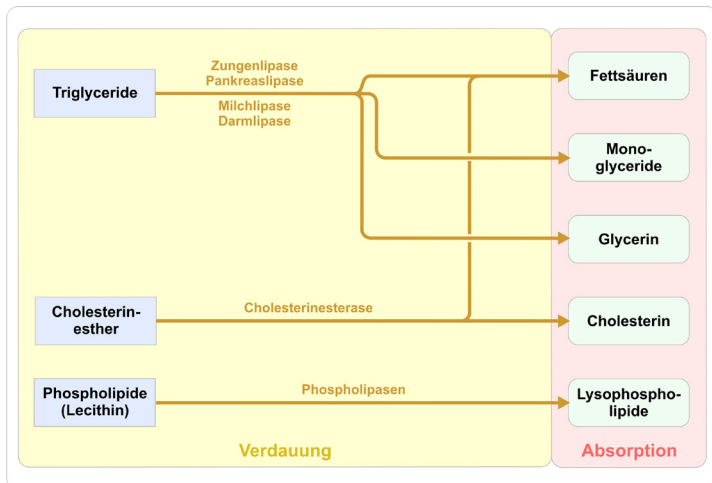 Zungenlipase
Pankreaslipase
Triglyceride
Milchlipase
Darmlipase
Fettsäuren
Mono-
glyceride
Glycerin
Cholesterin-
esther
Cholesterinesterase
Cholesterin
Phospholipide
(Lecithin)
Phospholipasen
Lysophospho-
lipide
Verdauung
Absorption